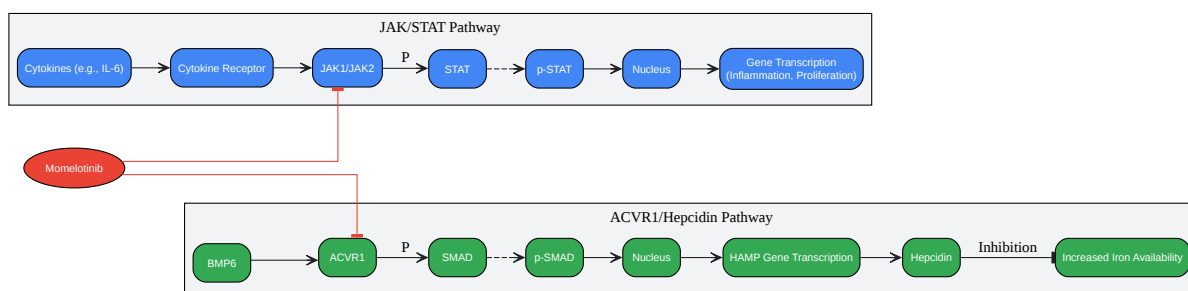 JAK/STAT Pathway
Cytokines (e.g., IL-6)
Cytokine Receptor
JAK1/JAK2
P
STAT
p-STAT
Nucleus
Gene Transcription
(Inflammation, Proliferation)
Momelotinib
ACVR1/Hepcidin Pathway
BMP6
ACVR1
P
SMAD
p-SMAD
Nucleus
HAMP Gene Transcription
Hepcidin
Inhibition
Increased Iron Availability